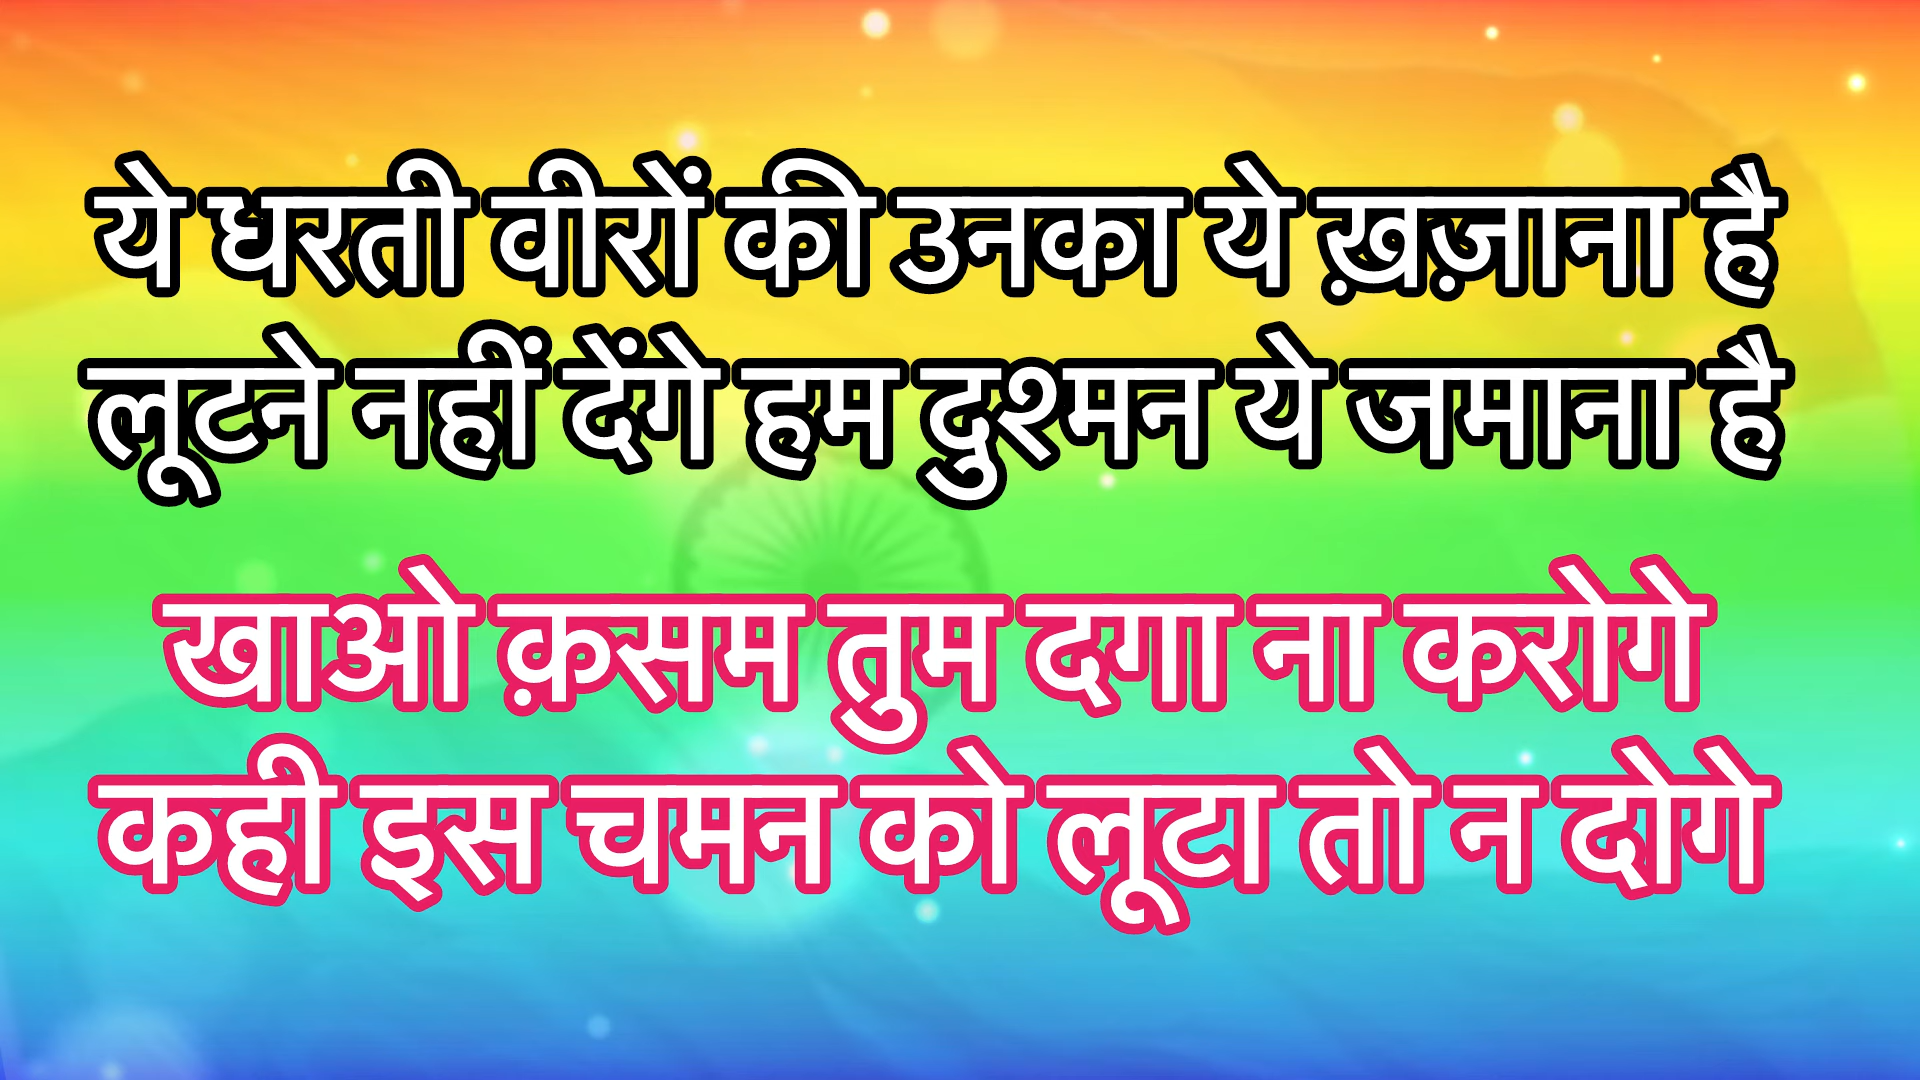 ये धरती वीरों की उनका ये ख़ज़ाना है
लूटने नहीं देंगे हम दुश्मन ये जमाना है
खाओ क़सम तुम दगा ना करोगे
कही इस चमन को लूटा तो न दोगे